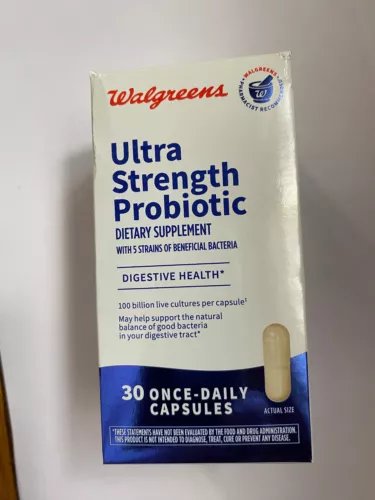 Walgreens
WALGREENS
PHARMACIST RECOMMENDED
W
Ultra
Strength
Probiotic
DIETARY SUPPLEMENT
WITH 5 STRAINS OF BENEFICIAL BACTERIA
DIGESTIVE HEALTH*
100 billion live cultures per capsule‡
May help support the natural
balance of good bacteria
in your digestive tract*
30 ONCE-DAILY
CAPSULES
ACTUAL SIZE
*THESE STATEMENTS HAVE NOT BEEN EVALUATED BY THE FOOD AND DRUG ADMINISTRATION.
THIS PRODUCT IS NOT INTENDED TO DIAGNOSE, TREAT, CURE OR PREVENT ANY DISEASE.